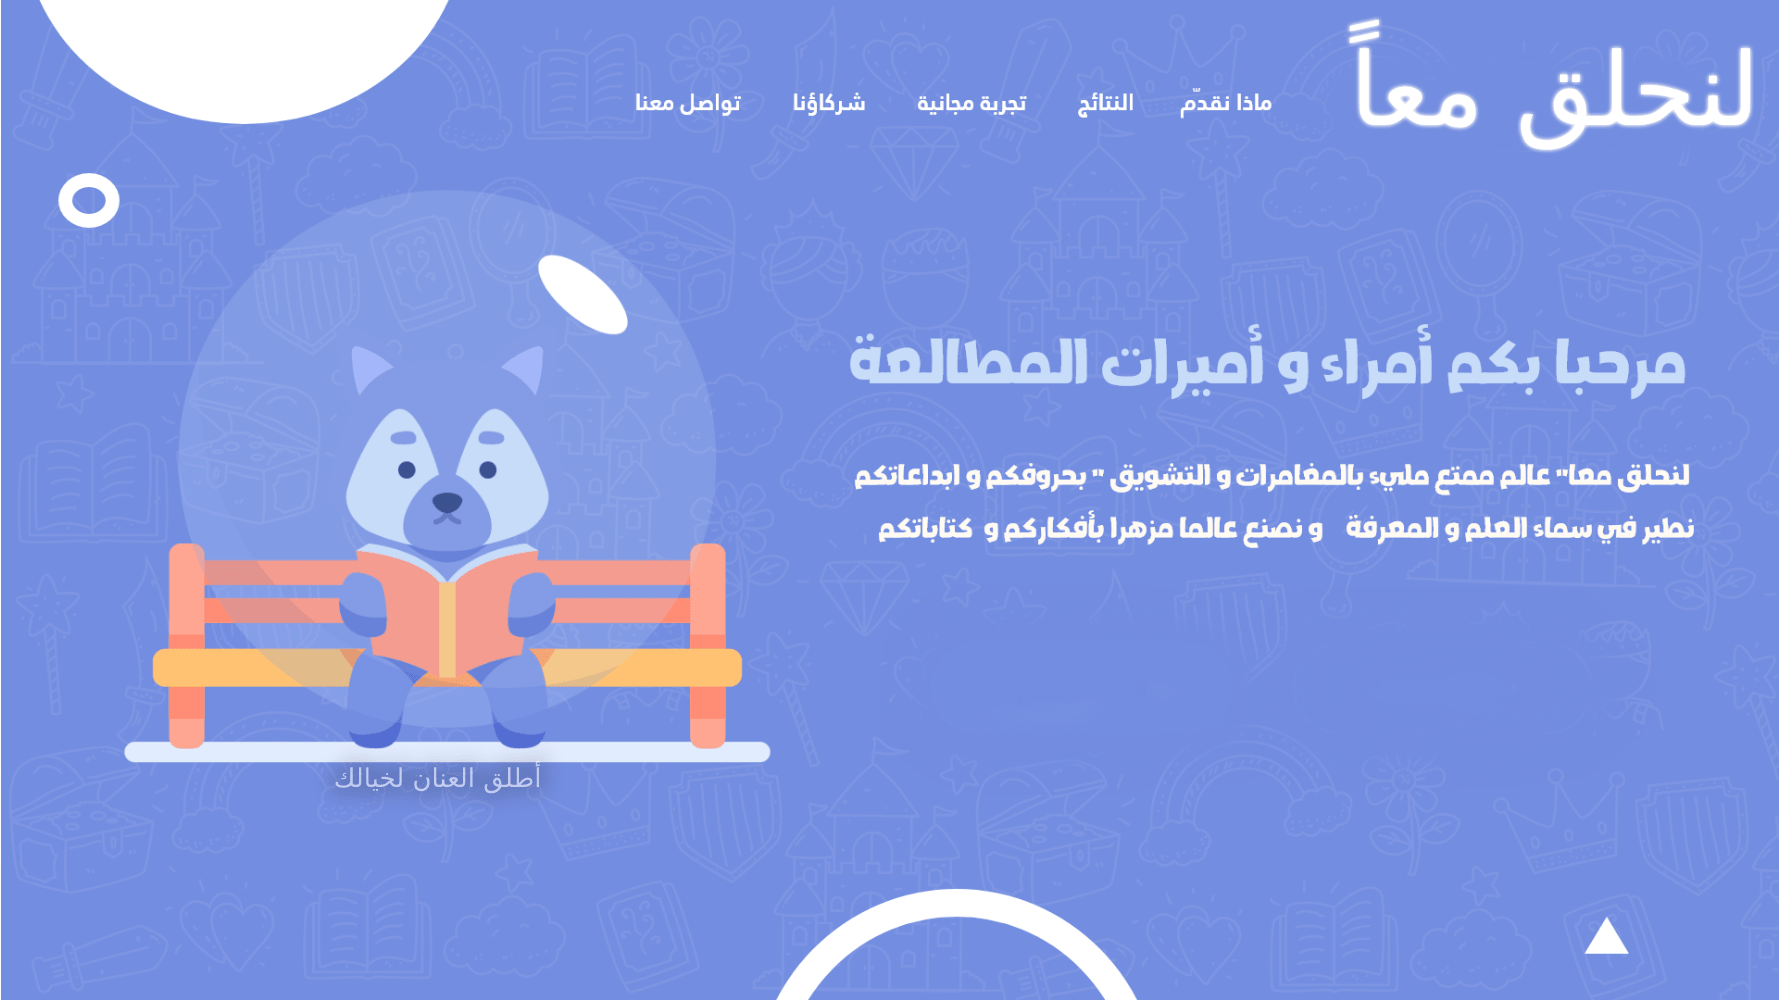 لنحلق معاً
ماذا نقدّم النتائج تجربة مجانية شركاؤنا تواصل معنا
مرحبا بكم أمراء و أميرات المطالعة
لنحلق معا" عالم ممتع مليء بالمغامرات و التشويق " بحروفكم و ابداعاتكم
نطير في سماء العلم و المعرفة و نصنع عالما مزهرا بأفكاركم و كتاباتكم
أطلق العنان لخيالك